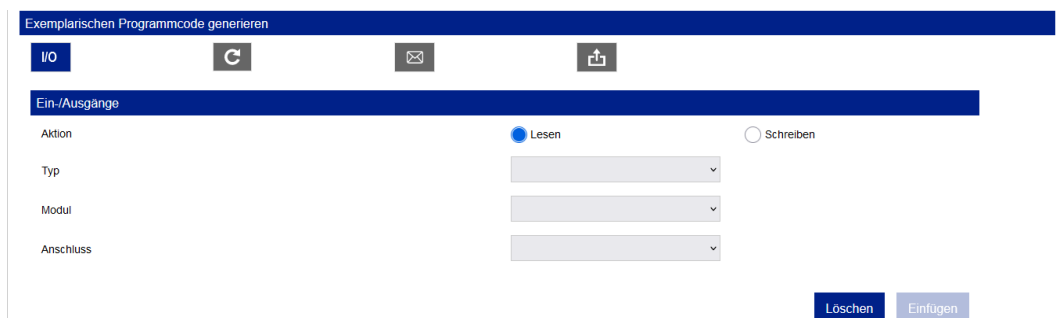 Exemplarischen Programmcode generieren
I/O
Ein-/Ausgänge
Aktion Lesen Schreiben
Typ
Modul
Anschluss
Löschen Einfügen